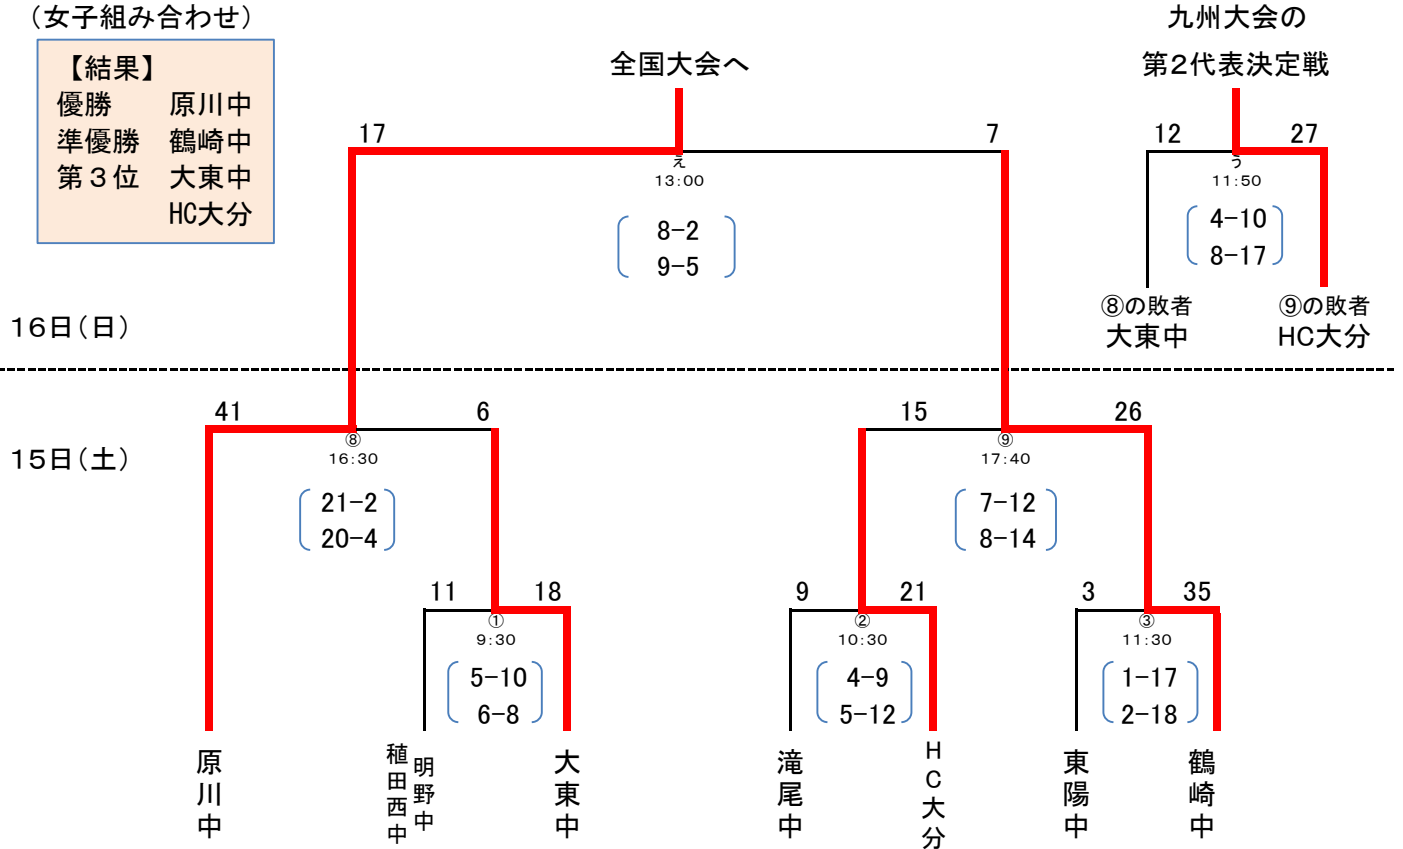 （女子組み合わせ）
【結果】
優勝　　原川中
準優勝　鶴崎中
第３位　大東中
HC大分
全国大会へ
九州大会の
第２代表決定戦
17
7
え
13：00
8−2
9−5
12
27
う
11：50
4−10
8−17
⑧の敗者
大東中
⑨の敗者
HC大分
16日（日）
15日（土）
41
6
⑧
16：30
21−2
20−4
15
26
⑨
17：40
7−12
8−14
11
18
①
9：30
5−10
6−8
9
21
②
10：30
4−9
5−12
3
35
③
11：30
1−17
2−18
原川中
稙田西中
明野中
大東中
滝尾中
HC大分
東陽中
鶴崎中